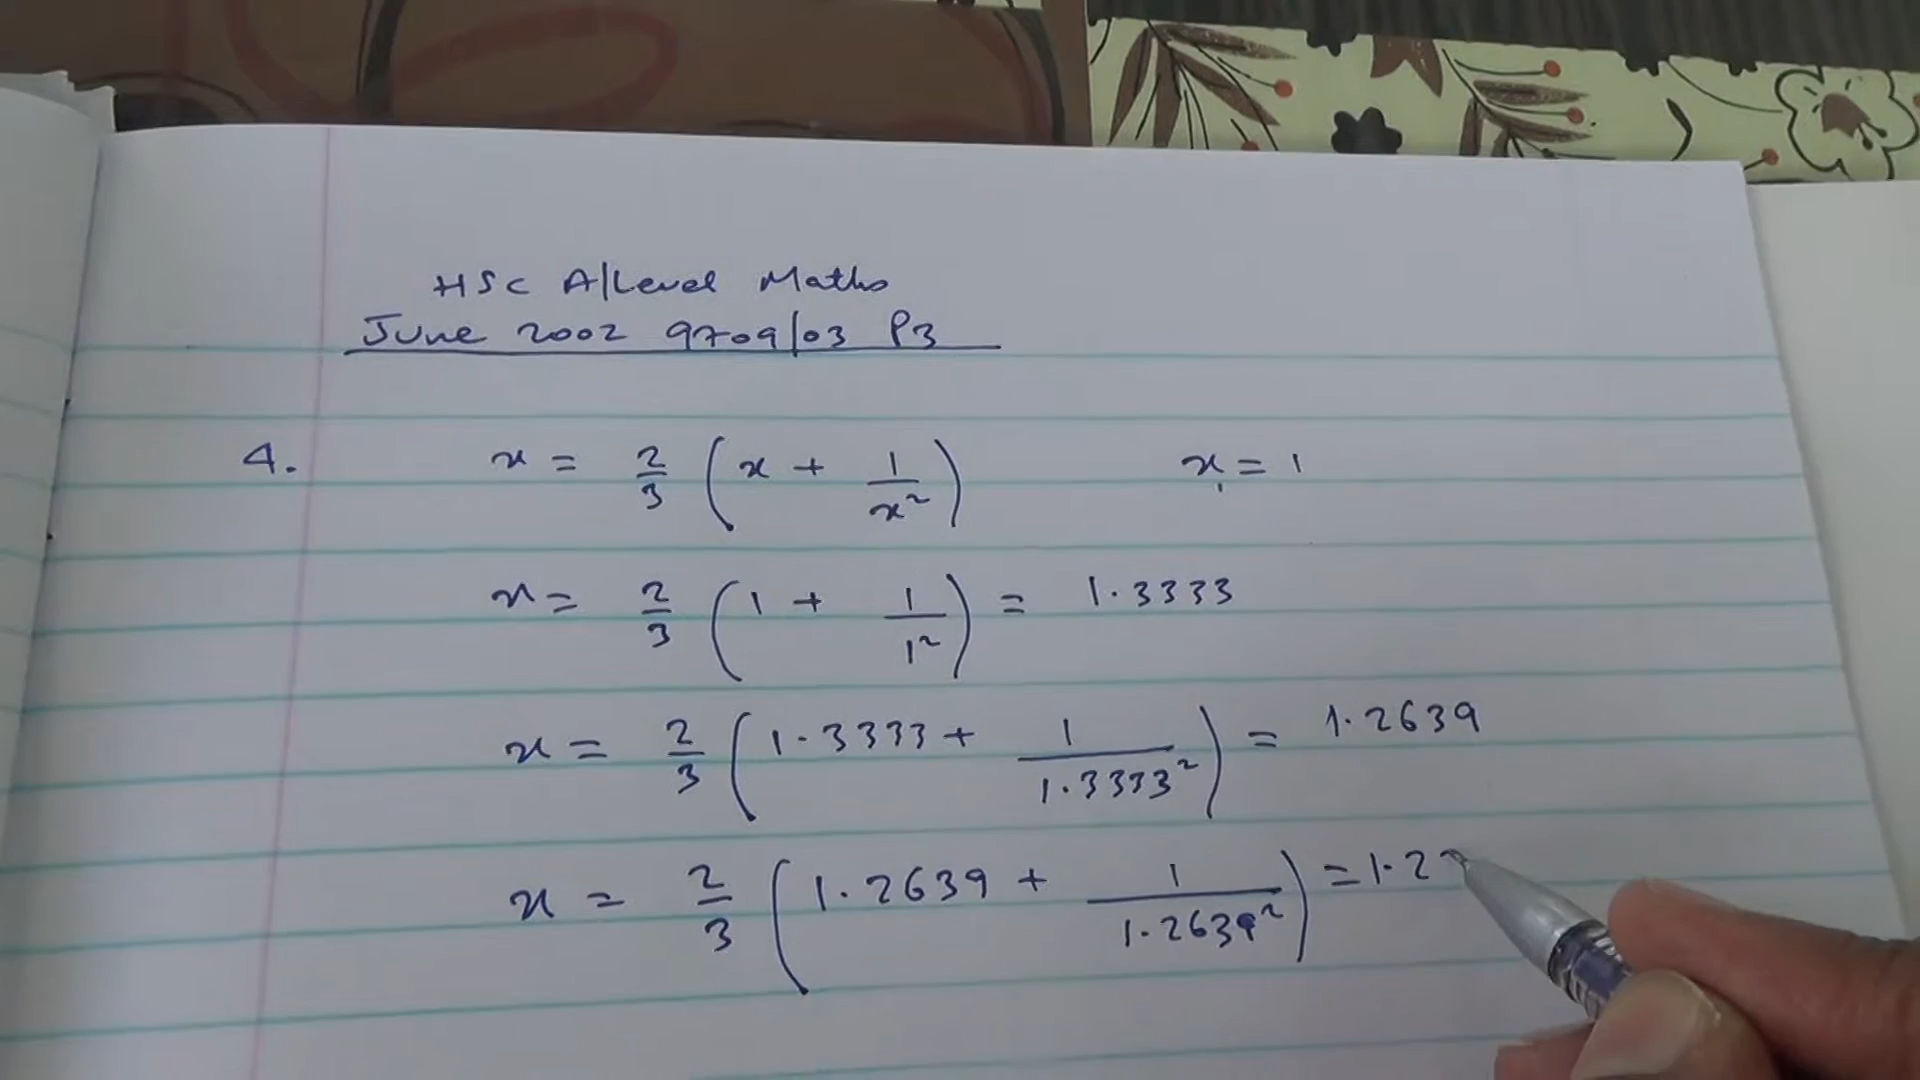 HSC A/Level Maths
June 2002 9709/03 P3
4. x = 2/3 (x + 1/x²) x₁ = 1
x = 2/3 (1 + 1/1²) = 1.3333
x = 2/3 (1.3333 + 1/1.3333²) = 1.2639
x = 2/3 (1.2639 + 1/1.2639²) = 1.2